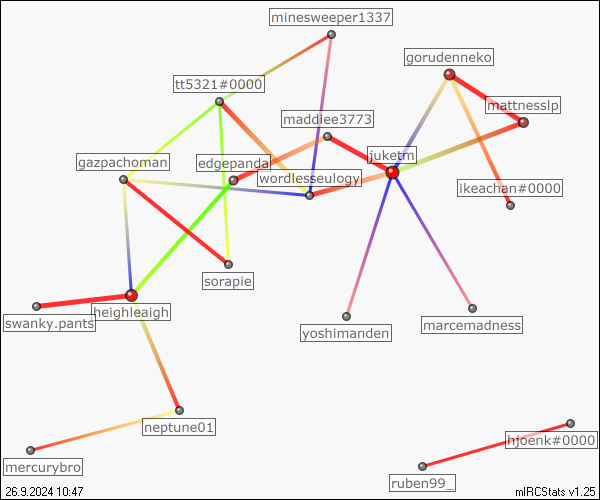 minesweeper1337
gorudenneko
tt5321#0000
mattnesslp
maddiee3773
juketm
gazpachoman
edgepanda
wordlesseulogy
ikeachan#0000
sorapie
heighleaigh
swanky.pants
yoshimanden
marcemadness
neptune01
hjoenk#0000
mercurybro
ruben99_
26.9.2024 10:47
mIRCStats v1.25